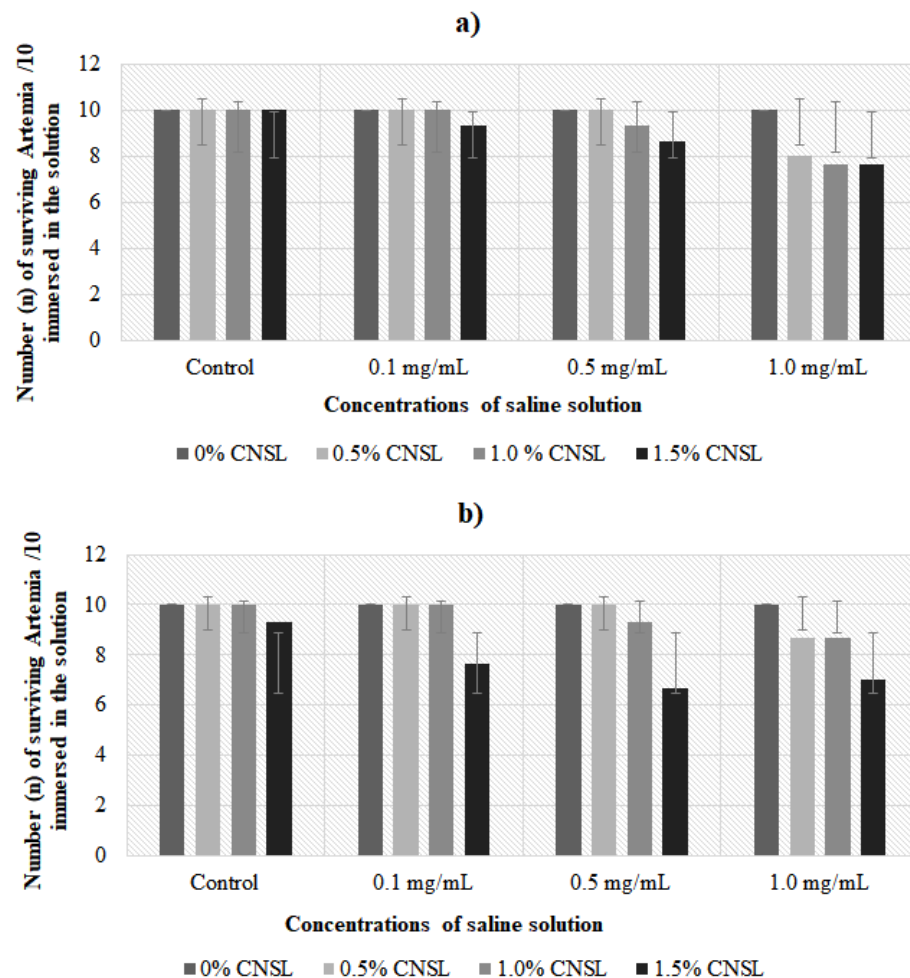 a)
Number (n) of surviving Artemia /10
immersed in the solution
12
10
8
6
4
2
0
Control 0.1 mg/mL 0.5 mg/mL 1.0 mg/mL
Concentrations of saline solution
0% CNSL 0.5% CNSL 1.0 % CNSL 1.5% CNSL
b)
Number (n) of surviving Artemia /10
immersed in the solution
12
10
8
6
4
2
0
Control 0.1 mg/mL 0.5 mg/mL 1.0 mg/mL
Concentrations of saline solution
0% CNSL 0.5% CNSL 1.0% CNSL 1.5% CNSL